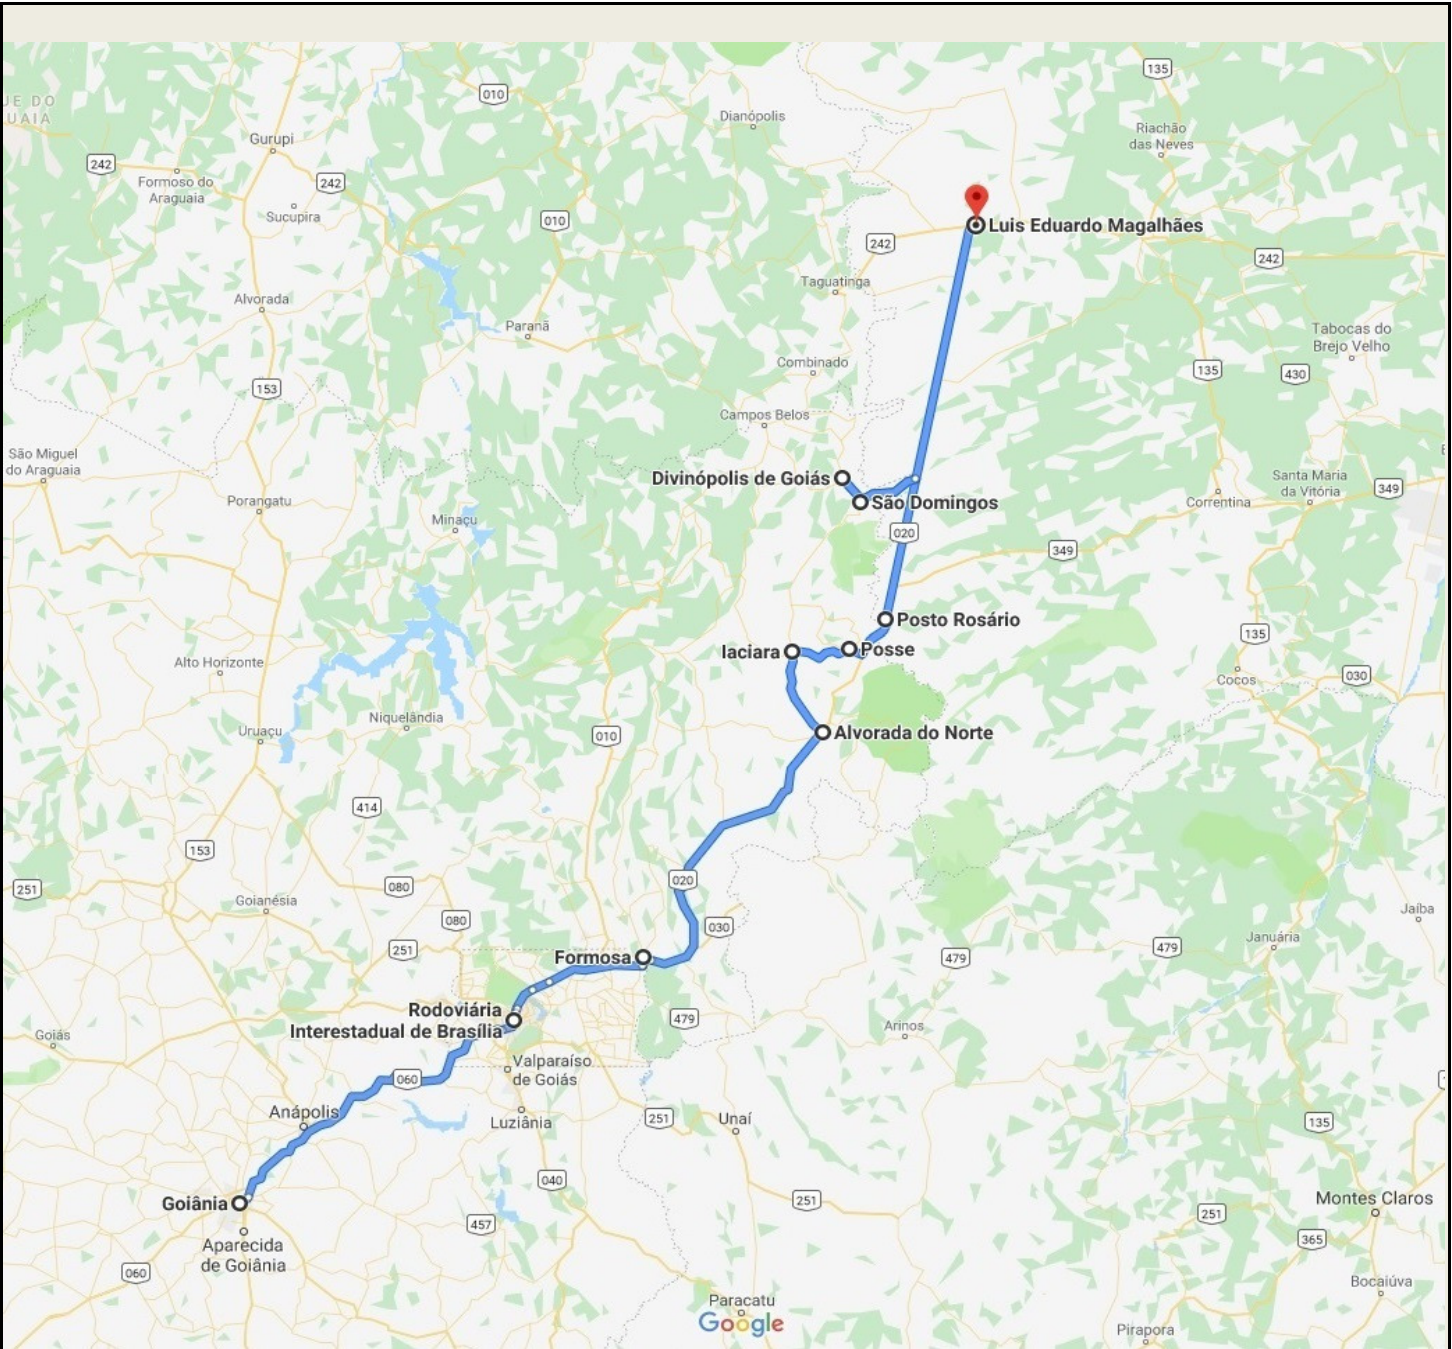 135
010
Dianópolis
UE DO
UAIA
Gurupi
Riachão
das Neves
242
Formoso do
Araguaia
242
Sucupira
010
Luis Eduardo Magalhães
242
242
Taguatinga
Alvorada
Paranã
Tabocas do
Brejo Velho
Combinado
135
430
153
Campos Belos
São Miguel
do Araguaia
Divinópolis de Goiás
São Domingos
Santa Maria
da Vitória
349
Porangatu
Correntina
Minaçu
020
349
Posto Rosário
135
Iaciara
Posse
Alto Horizonte
Cocos
030
Niquelândia
Uruaçu
010
Alvorada do Norte
414
153
020
251
080
Goianésia
080
030
Jaíba
251
479
Januária
479
Formosa
Rodoviária
Interestadual de Brasília
479
Arinos
Goiás
Valparaíso
de Goiás
060
Anápolis
Luziânia
251
Unaí
135
040
Goiânia
251
Montes Claros
457
251
365
Aparecida
de Goiânia
060
Bocaiúva
Paracatu
Google
Pirapora